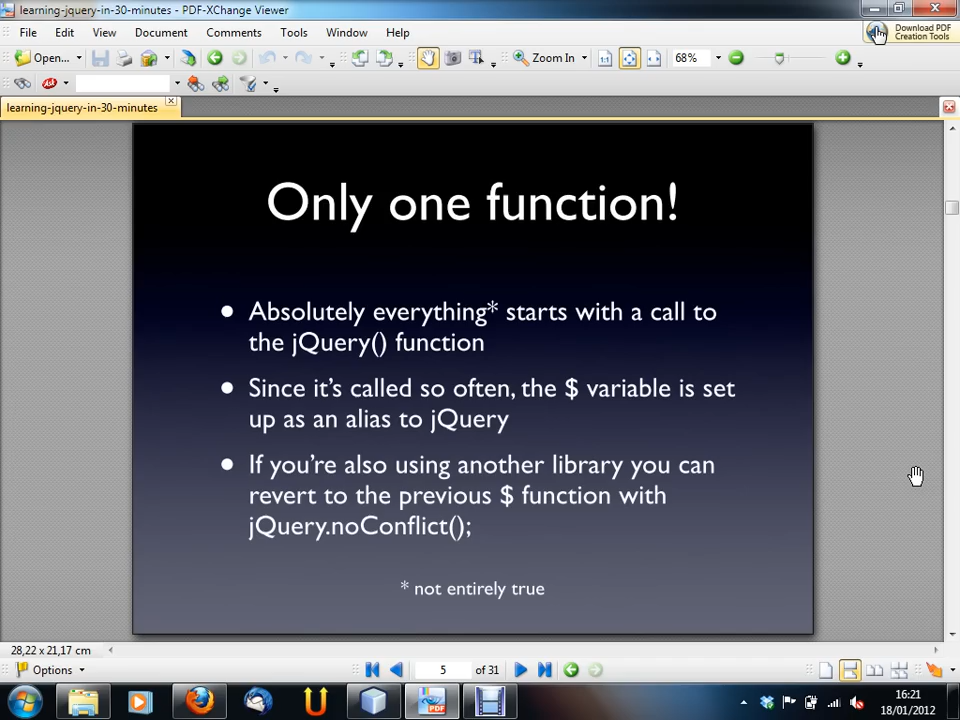 learning-jquery-in-30-minutes - PDF-XChange Viewer
File Edit View Document Comments Tools Window Help
Download PDF
Creation Tools
Open...
Zoom In
1:1
68%
learning-jquery-in-30-minutes
Only one function!
• Absolutely everything* starts with a call to
the jQuery() function
• Since it's called so often, the $ variable is set
up as an alias to jQuery
• If you're also using another library you can
revert to the previous $ function with
jQuery.noConflict();
* not entirely true
28,22 x 21,17 cm
Options
5 of 31
PDF
16:21
18/01/2012